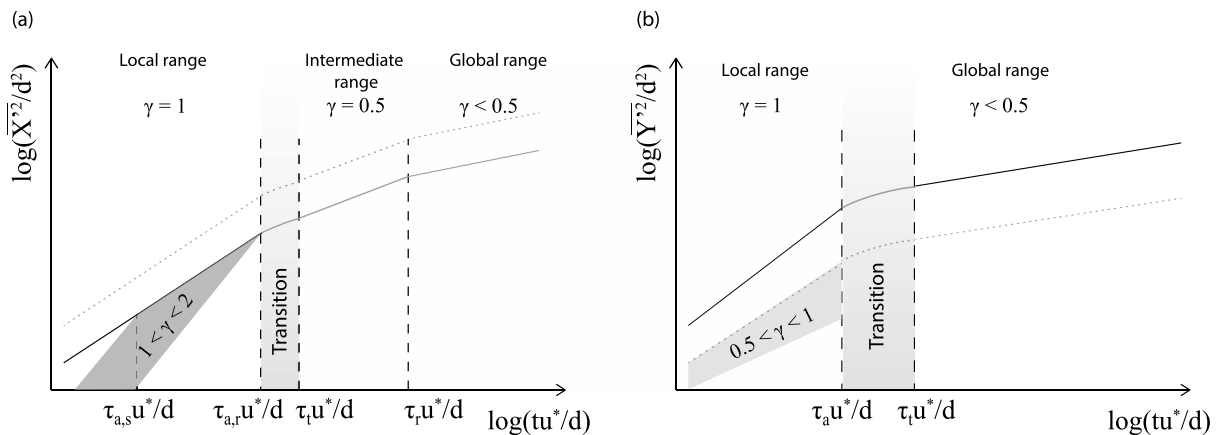 (a)
Local range
γ = 1
Intermediate
range
γ = 0.5
Global range
γ < 0.5
log(X'²/d²)
1 < γ < 2
Transition
τa,su*/d
τa,ru*/d
τtu*/d
τru*/d
log(tu*/d)
(b)
Local range
γ = 1
Global range
γ < 0.5
log(Y'²/d²)
0.5 < γ < 1
Transition
τau*/d
τtu*/d
log(tu*/d)